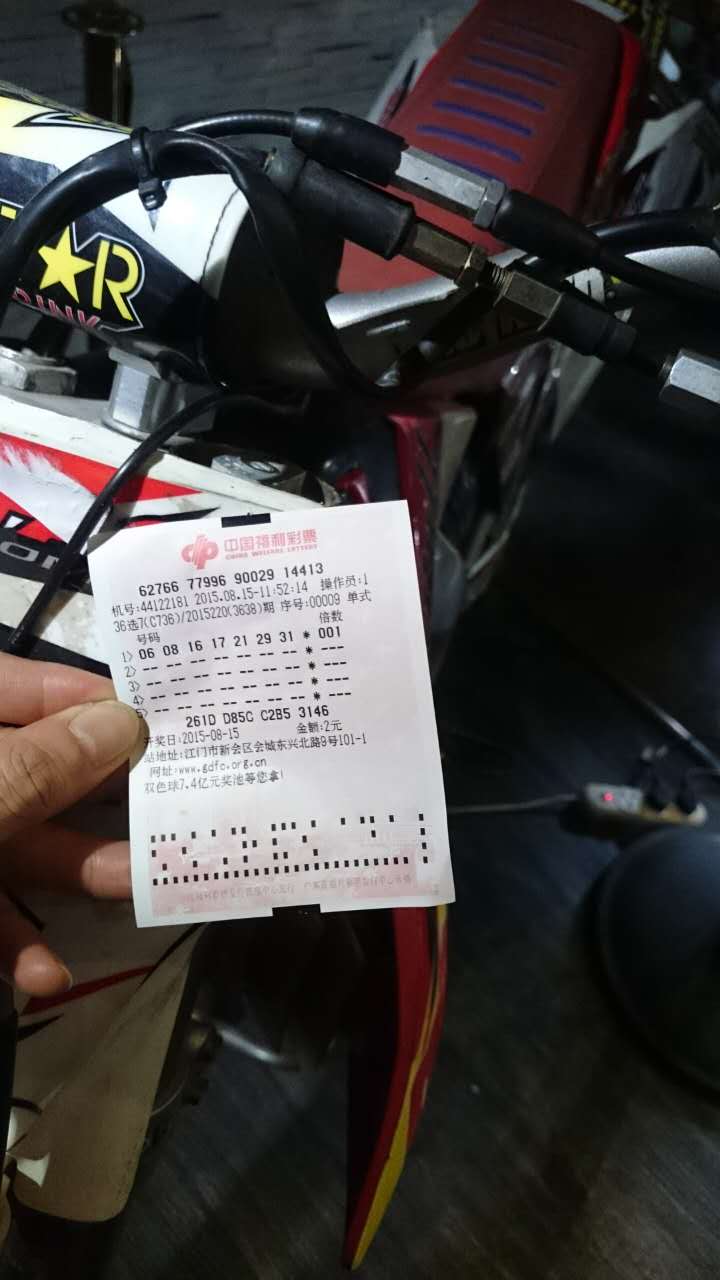 ★R
RINK
中国福利彩票
CHINA WELFARE LOTTERY
62766 77996 90029 14413
机号:44122181 2015.08.15-11:52:14 操作员:1
36选7(C736)/2015220(3638)期 序号:00009 单式
号码 倍数
1> 06 08 16 17 21 29 31 * 001
2> -- -- -- -- -- -- -- * ---
3> -- -- -- -- -- -- -- * ---
4> -- -- -- -- -- -- -- * ---
5> -- -- -- -- -- -- -- * ---
261D D85C C2B5 3146
开奖日:2015-08-15 金额:2元
站地址:江门市新会区会城东兴北路9号101-1
网址:www.gdfc.org.cn
双色球7.4亿元奖池等您拿!